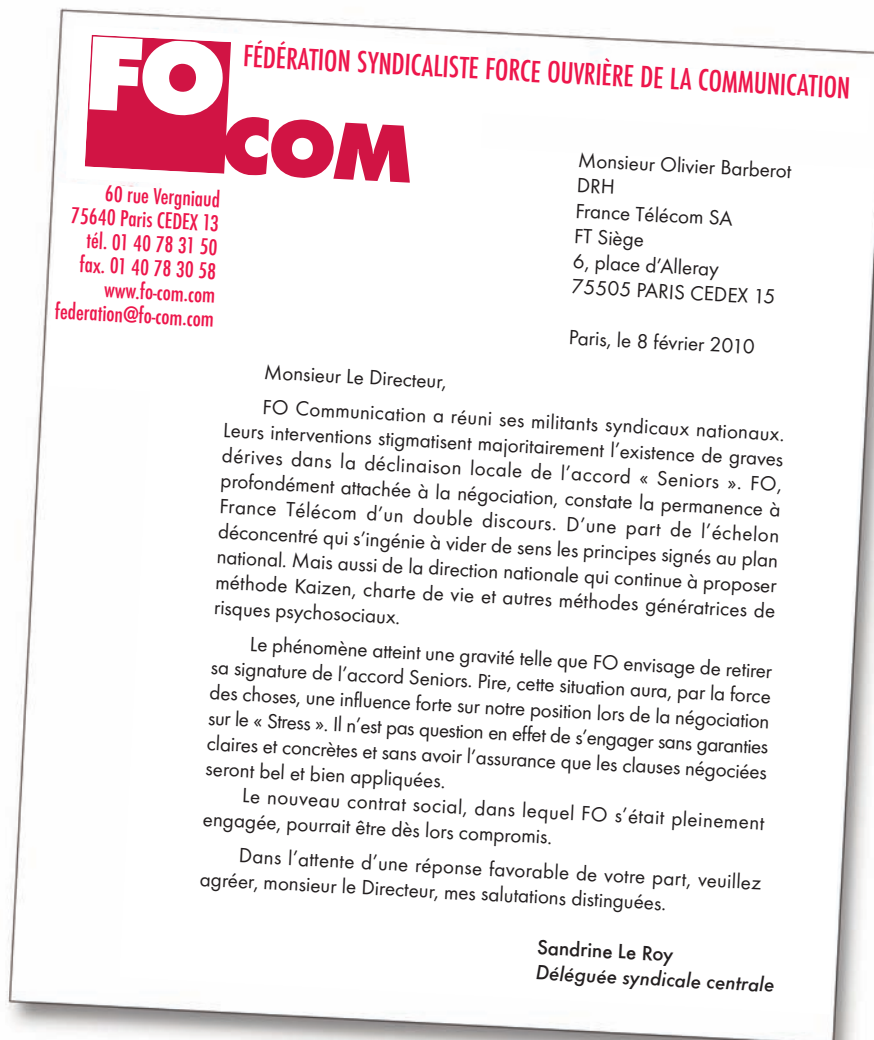 FO
COM
FÉDÉRATION SYNDICALISTE FORCE OUVRIÈRE DE LA COMMUNICATION
60 rue Vergniaud
75640 Paris CEDEX 13
tél. 01 40 78 31 50
fax. 01 40 78 30 58
www.fo-com.com
federation@fo-com.com
Monsieur Olivier Barberot
DRH
France Télécom SA
FT Siège
6, place d'Alleray
75505 PARIS CEDEX 15
Paris, le 8 février 2010
Monsieur Le Directeur,
FO Communication a réuni ses militants syndicaux nationaux.
Leurs interventions stigmatisent majoritairement l'existence de graves
dérives dans la déclinaison locale de l'accord « Seniors ». FO,
profondément attachée à la négociation, constate la permanence à
France Télécom d'un double discours. D'une part de l'échelon
déconcentré qui s'ingénie à vider de sens les principes signés au plan
national. Mais aussi de la direction nationale qui continue à proposer
méthode Kaizen, charte de vie et autres méthodes génératrices de
risques psychosociaux.
Le phénomène atteint une gravité telle que FO envisage de retirer
sa signature de l'accord Seniors. Pire, cette situation aura, par la force
des choses, une influence forte sur notre position lors de la négociation
sur le « Stress ». Il n'est pas question en effet de s'engager sans garanties
claires et concrètes et sans avoir l'assurance que les clauses négociées
seront bel et bien appliquées.
Le nouveau contrat social, dans lequel FO s'était pleinement
engagée, pourrait être dès lors compromis.
Dans l'attente d'une réponse favorable de votre part, veuillez
agréer, monsieur le Directeur, mes salutations distinguées.
Sandrine Le Roy
Déléguée syndicale centrale